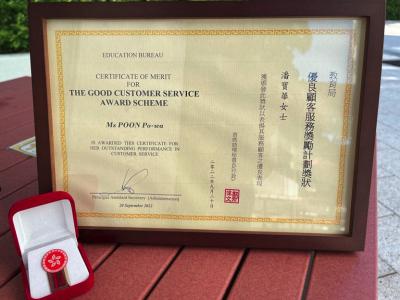 EDUCATION BUREAU
CERTIFICATE OF MERIT
FOR
THE GOOD CUSTOMER SERVICE
AWARD SCHEME
Ms POON Po-wa
IS AWARDED THIS CERTIFICATE FOR
HER OUTSTANDING PERFORMANCE IN
CUSTOMER SERVICE
Principal Assistant Secretary (Administration)
20 September 2022
教育局
優良顧客服務獎勵計劃獎狀
潘寶華女士